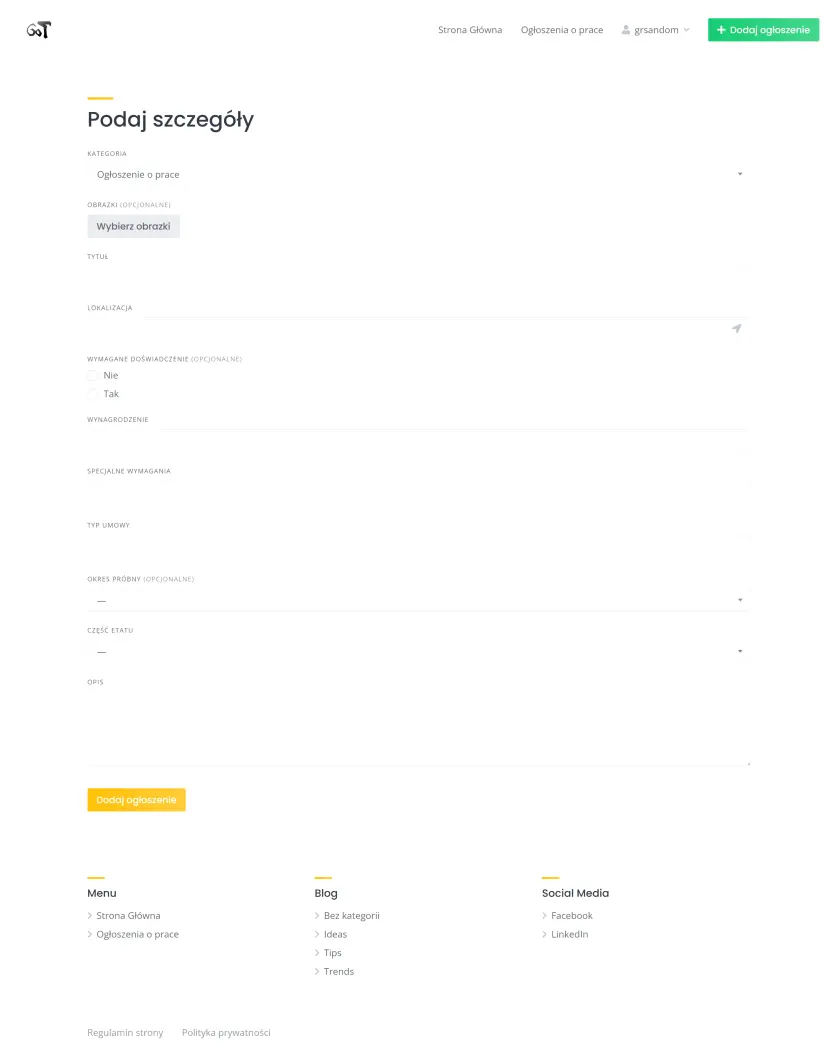 Strona Główna Ogłoszenia o prace grsandom Dodaj ogłoszenie
Podaj szczegóły
KATEGORIA
Ogłoszenie o prace
OBRAZKI (OPCJONALNE)
Wybierz obrazki
TYTUŁ
LOKALIZACJA
WYMAGANE DOŚWIADCZENIE (OPCJONALNE)
Nie
Tak
WYNAGRODZENIE
SPECJALNE WYMAGANIA
TYP UMOWY
OKRES PRÓBNY (OPCJONALNE)
—
CZĘŚĆ ETATU
—
OPIS
Dodaj ogłoszenie
Menu
Strona Główna
Ogłoszenia o prace
Blog
Bez kategorii
Ideas
Tips
Trends
Social Media
Facebook
LinkedIn
Regulamin strony Polityka prywatności